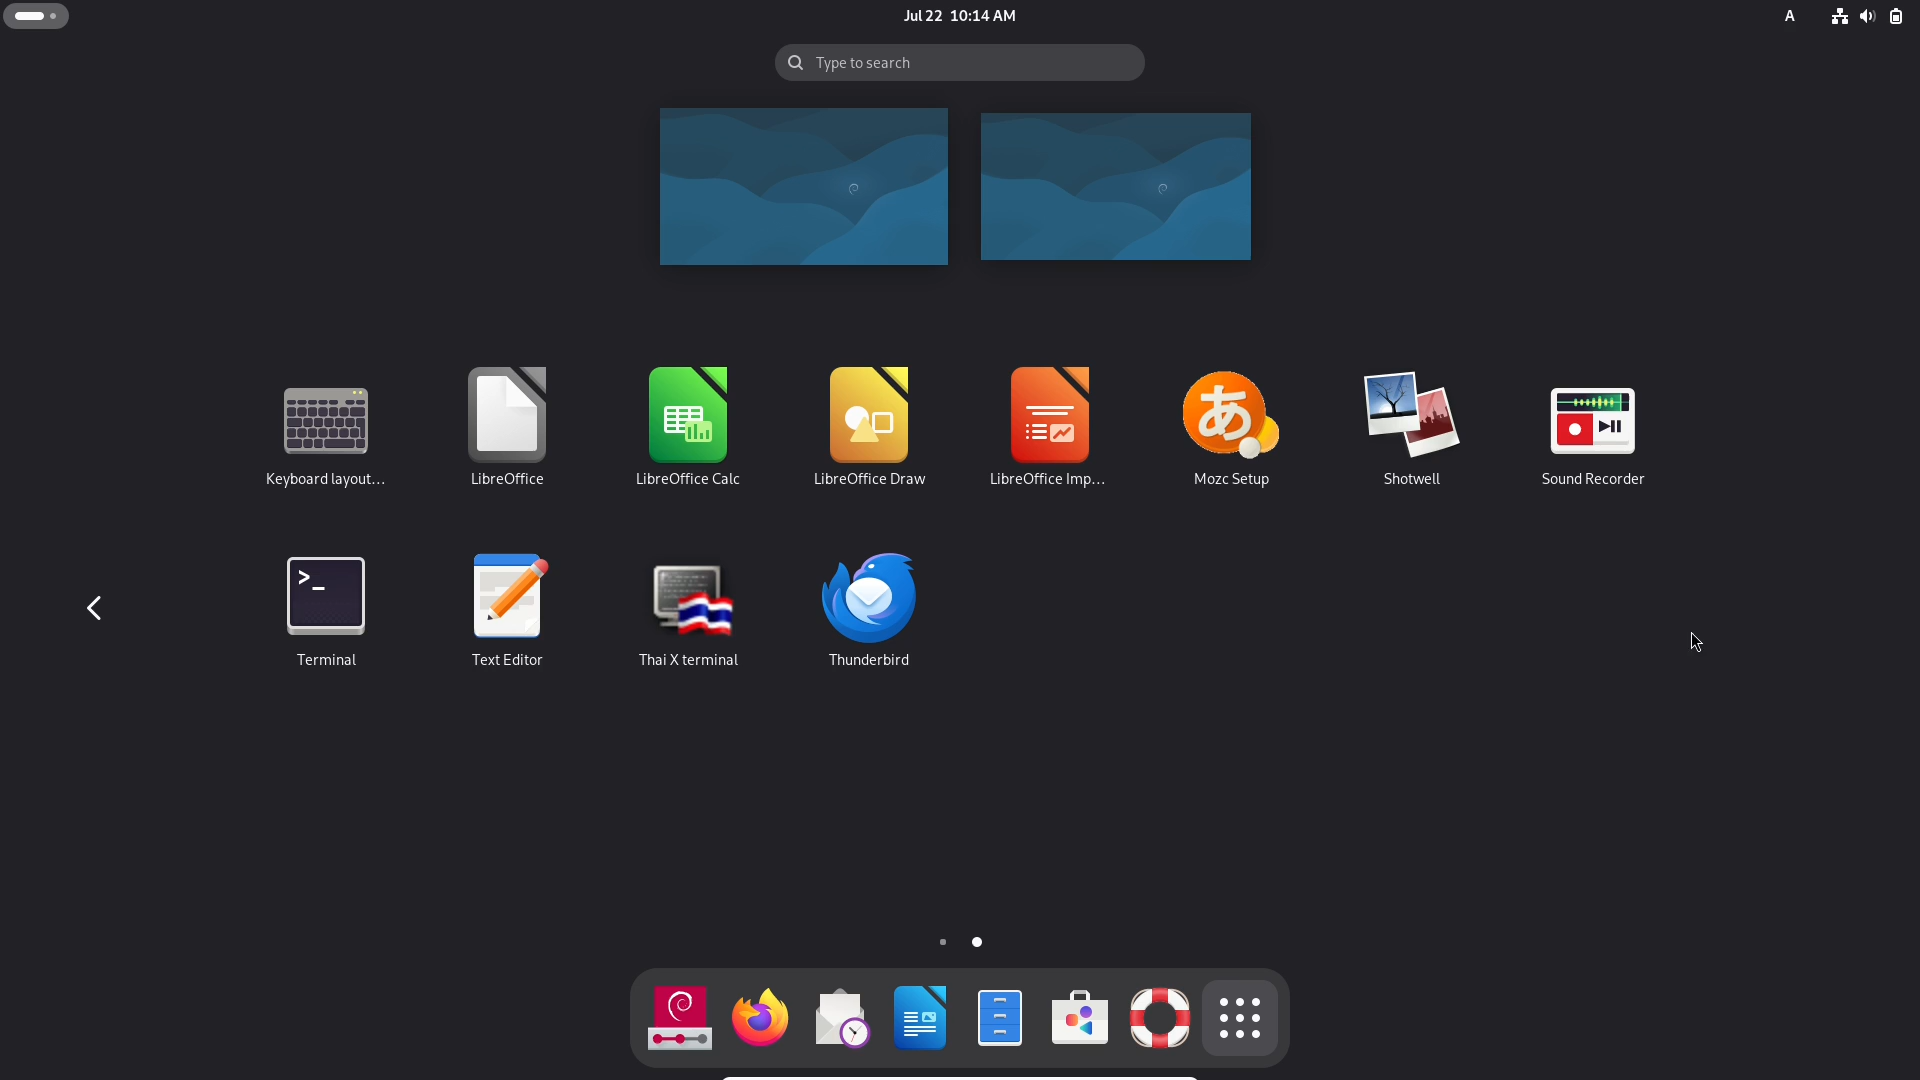 Jul 22 10:14 AM
A
Type to search
Keyboard layout...
LibreOffice
LibreOffice Calc
LibreOffice Draw
LibreOffice Imp...
あ
Mozc Setup
Shotwell
Sound Recorder
>_
Terminal
Text Editor
Thai X terminal
Thunderbird